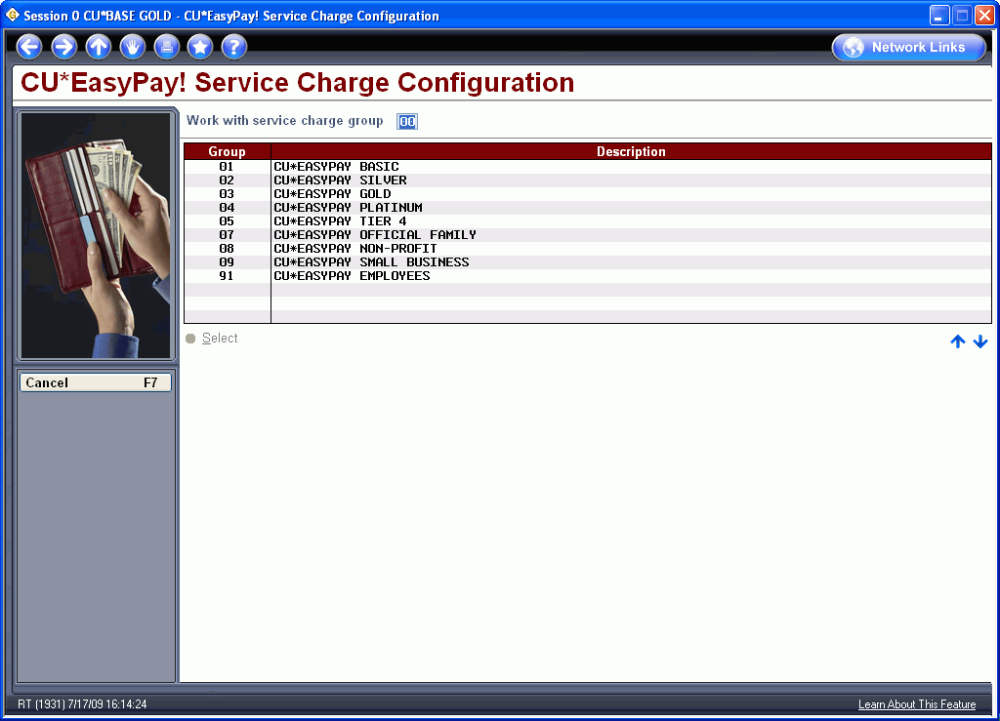 Session 0 CU*BASE GOLD - CU*EasyPay! Service Charge Configuration
Network Links
CU*EasyPay! Service Charge Configuration
Work with service charge group 00
Group Description
01 CU*EASYPAY BASIC
02 CU*EASYPAY SILVER
03 CU*EASYPAY GOLD
04 CU*EASYPAY PLATINUM
05 CU*EASYPAY TIER 4
07 CU*EASYPAY OFFICIAL FAMILY
08 CU*EASYPAY NON-PROFIT
09 CU*EASYPAY SMALL BUSINESS
91 CU*EASYPAY EMPLOYEES
Select
Cancel F7
RT (1931) 7/17/09 16:14:24
Learn About This Feature